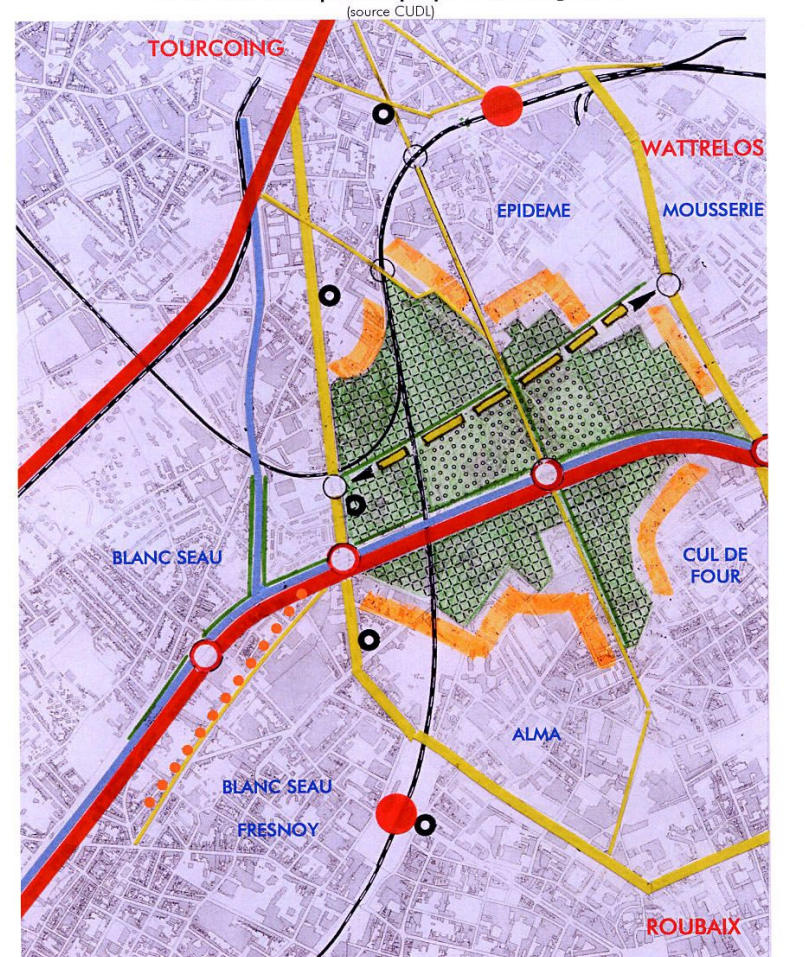 (source CUDL)
TOURCOING
WATTRELOS
EPIDEME
MOUSSERIE
BLANC SEAU
CUL DE
FOUR
ALMA
BLANC SEAU
FRESNOY
ROUBAIX